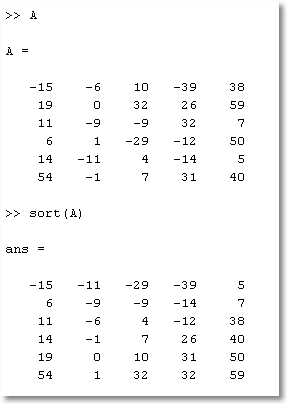 >> A
A =
-15 -6 10 -39 38
19 0 32 26 59
11 -9 -9 32 7
6 1 -29 -12 50
14 -11 4 -14 5
54 -1 7 31 40
>> sort(A)
ans =
-15 -11 -29 -39 5
6 -9 -9 -14 7
11 -6 4 -12 38
14 -1 7 26 40
19 0 10 31 50
54 1 32 32 59